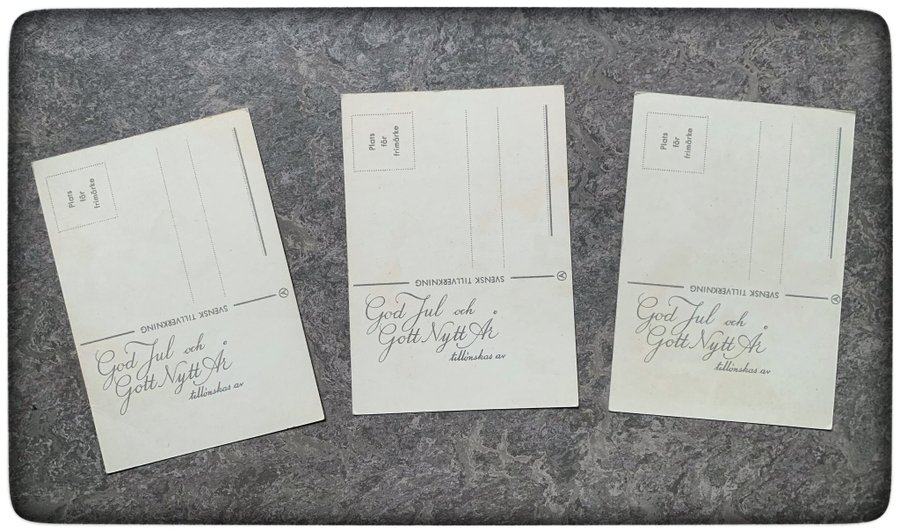 Plats
för
frimärke
SVENSK TILLVERKNING
God Jul och
Gott Nytt År
tillönskas av
Plats
för
frimärke
SVENSK TILLVERKNING
God Jul och
Gott Nytt År
tillönskas av
Plats
för
frimärke
SVENSK TILLVERKNING
God Jul och
Gott Nytt År
tillönskas av